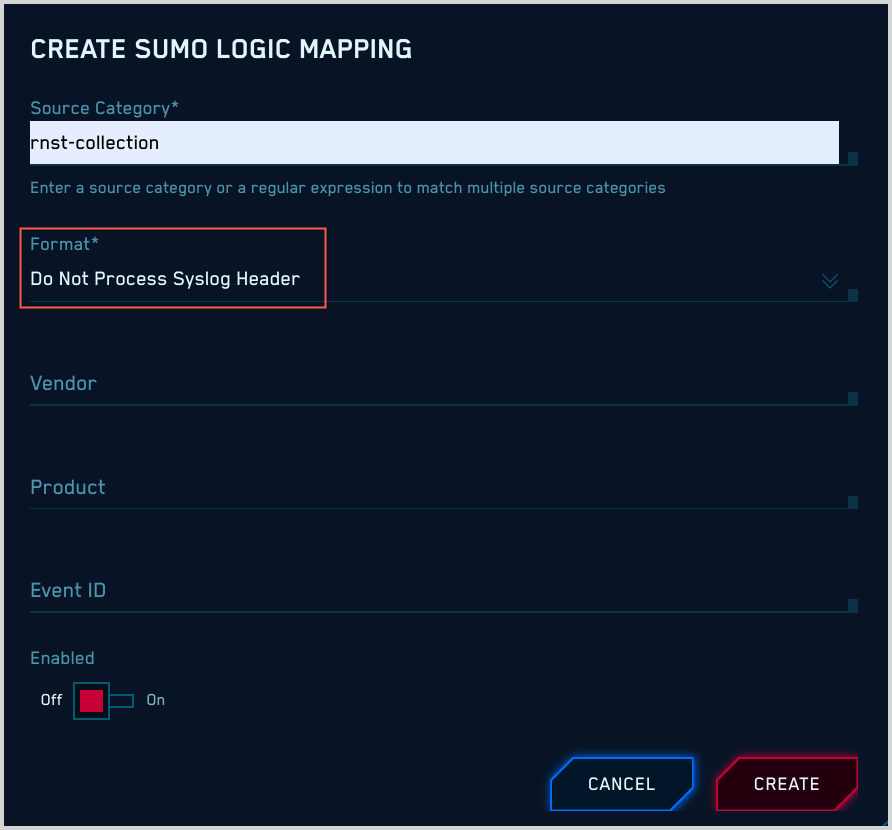 CREATE SUMO LOGIC MAPPING
Source Category*
rnst-collection
Enter a source category or a regular expression to match multiple source categories
Format*
Do Not Process Syslog Header
Vendor
Product
Event ID
Enabled
Off On
CANCEL CREATE